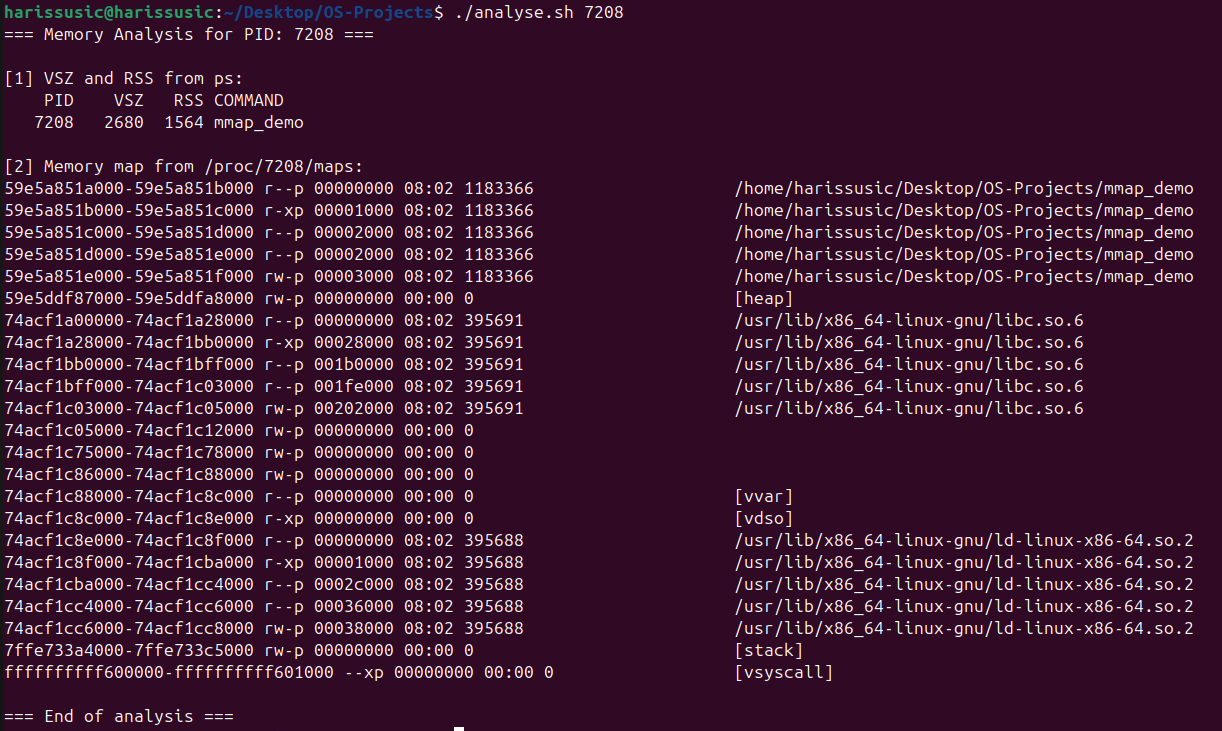 harissusic@harissusic:~/Desktop/OS-Projects$ ./analyse.sh 7208
=== Memory Analysis for PID: 7208 ===
[1] VSZ and RSS from ps:
    PID    VSZ   RSS COMMAND
   7208   2680  1564 mmap_demo
[2] Memory map from /proc/7208/maps:
59e5a851a000-59e5a851b000 r--p 00000000 08:02 1183366                    /home/harissusic/Desktop/OS-Projects/mmap_demo
59e5a851b000-59e5a851c000 r-xp 00001000 08:02 1183366                    /home/harissusic/Desktop/OS-Projects/mmap_demo
59e5a851c000-59e5a851d000 r--p 00002000 08:02 1183366                    /home/harissusic/Desktop/OS-Projects/mmap_demo
59e5a851d000-59e5a851e000 r--p 00002000 08:02 1183366                    /home/harissusic/Desktop/OS-Projects/mmap_demo
59e5a851e000-59e5a851f000 rw-p 00003000 08:02 1183366                    /home/harissusic/Desktop/OS-Projects/mmap_demo
59e5ddf87000-59e5ddfa8000 rw-p 00000000 00:00 0                          [heap]
74acf1a00000-74acf1a28000 r--p 00000000 08:02 395691                     /usr/lib/x86_64-linux-gnu/libc.so.6
74acf1a28000-74acf1bb0000 r-xp 00028000 08:02 395691                     /usr/lib/x86_64-linux-gnu/libc.so.6
74acf1bb0000-74acf1bff000 r--p 001b0000 08:02 395691                     /usr/lib/x86_64-linux-gnu/libc.so.6
74acf1bff000-74acf1c03000 r--p 001fe000 08:02 395691                     /usr/lib/x86_64-linux-gnu/libc.so.6
74acf1c03000-74acf1c05000 rw-p 00202000 08:02 395691                     /usr/lib/x86_64-linux-gnu/libc.so.6
74acf1c05000-74acf1c12000 rw-p 00000000 00:00 0
74acf1c75000-74acf1c78000 rw-p 00000000 00:00 0
74acf1c86000-74acf1c88000 rw-p 00000000 00:00 0
74acf1c88000-74acf1c8c000 r--p 00000000 00:00 0                          [vvar]
74acf1c8c000-74acf1c8e000 r-xp 00000000 00:00 0                          [vdso]
74acf1c8e000-74acf1c8f000 r--p 00000000 08:02 395688                     /usr/lib/x86_64-linux-gnu/ld-linux-x86-64.so.2
74acf1c8f000-74acf1cba000 r-xp 00001000 08:02 395688                     /usr/lib/x86_64-linux-gnu/ld-linux-x86-64.so.2
74acf1cba000-74acf1cc4000 r--p 0002c000 08:02 395688                     /usr/lib/x86_64-linux-gnu/ld-linux-x86-64.so.2
74acf1cc4000-74acf1cc6000 r--p 00036000 08:02 395688                     /usr/lib/x86_64-linux-gnu/ld-linux-x86-64.so.2
74acf1cc6000-74acf1cc8000 rw-p 00038000 08:02 395688                     /usr/lib/x86_64-linux-gnu/ld-linux-x86-64.so.2
7ffe733a4000-7ffe733c5000 rw-p 00000000 00:00 0                          [stack]
ffffffffff600000-ffffffffff601000 --xp 00000000 00:00 0                  [vsyscall]
=== End of analysis ===